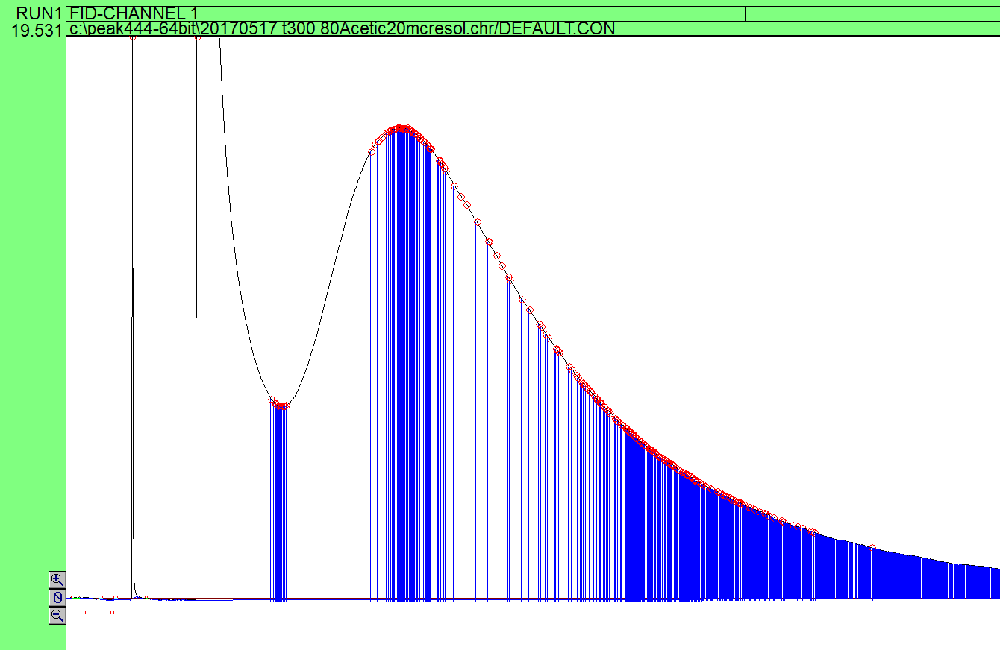 RUN1 FID-CHANNEL 1
19.531 c:\peak444-64bit\20170517 t300 80Acetic20mcresol.chr/DEFAULT.CON